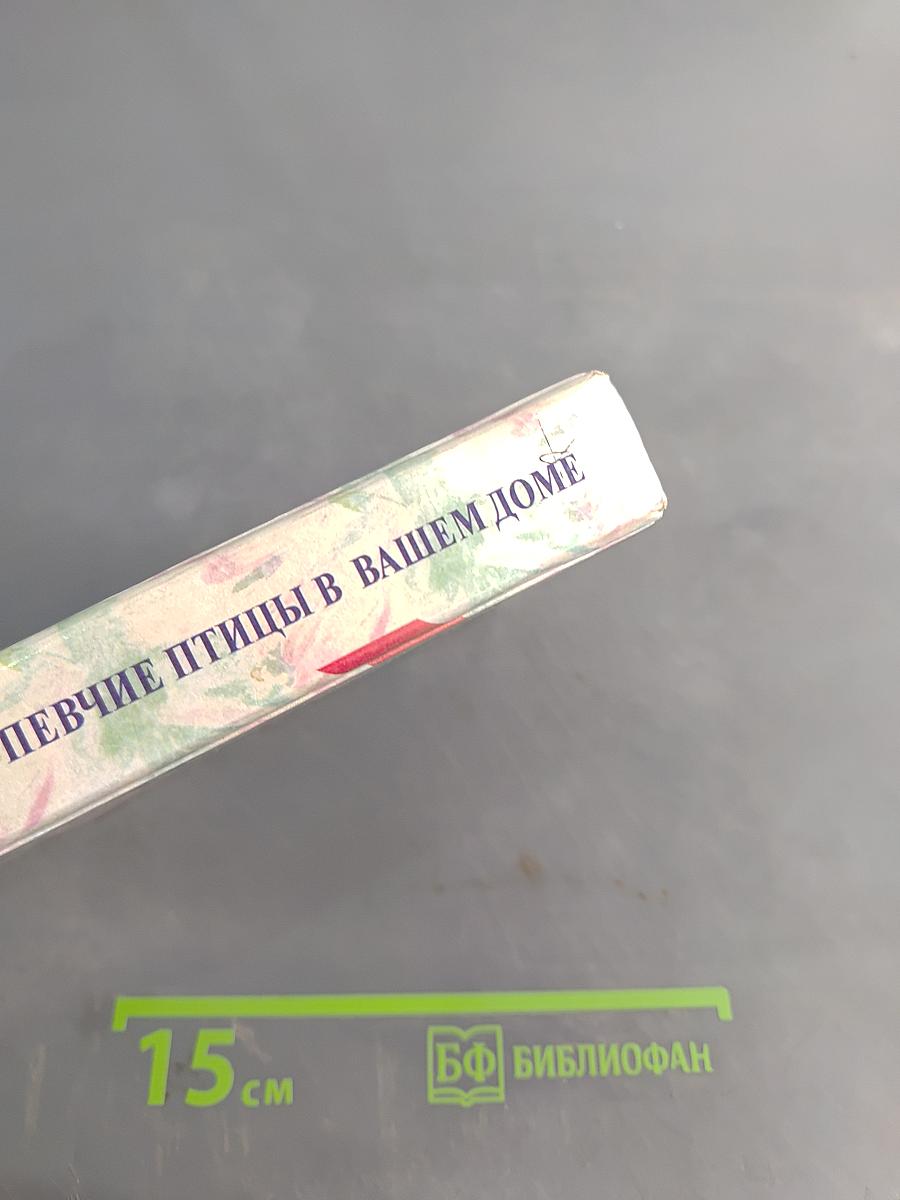 ПЕВЧИЕ ПТИЦЫ В ВАШЕМ ДОМЕ
15 см
БФ БИБЛИОФАН